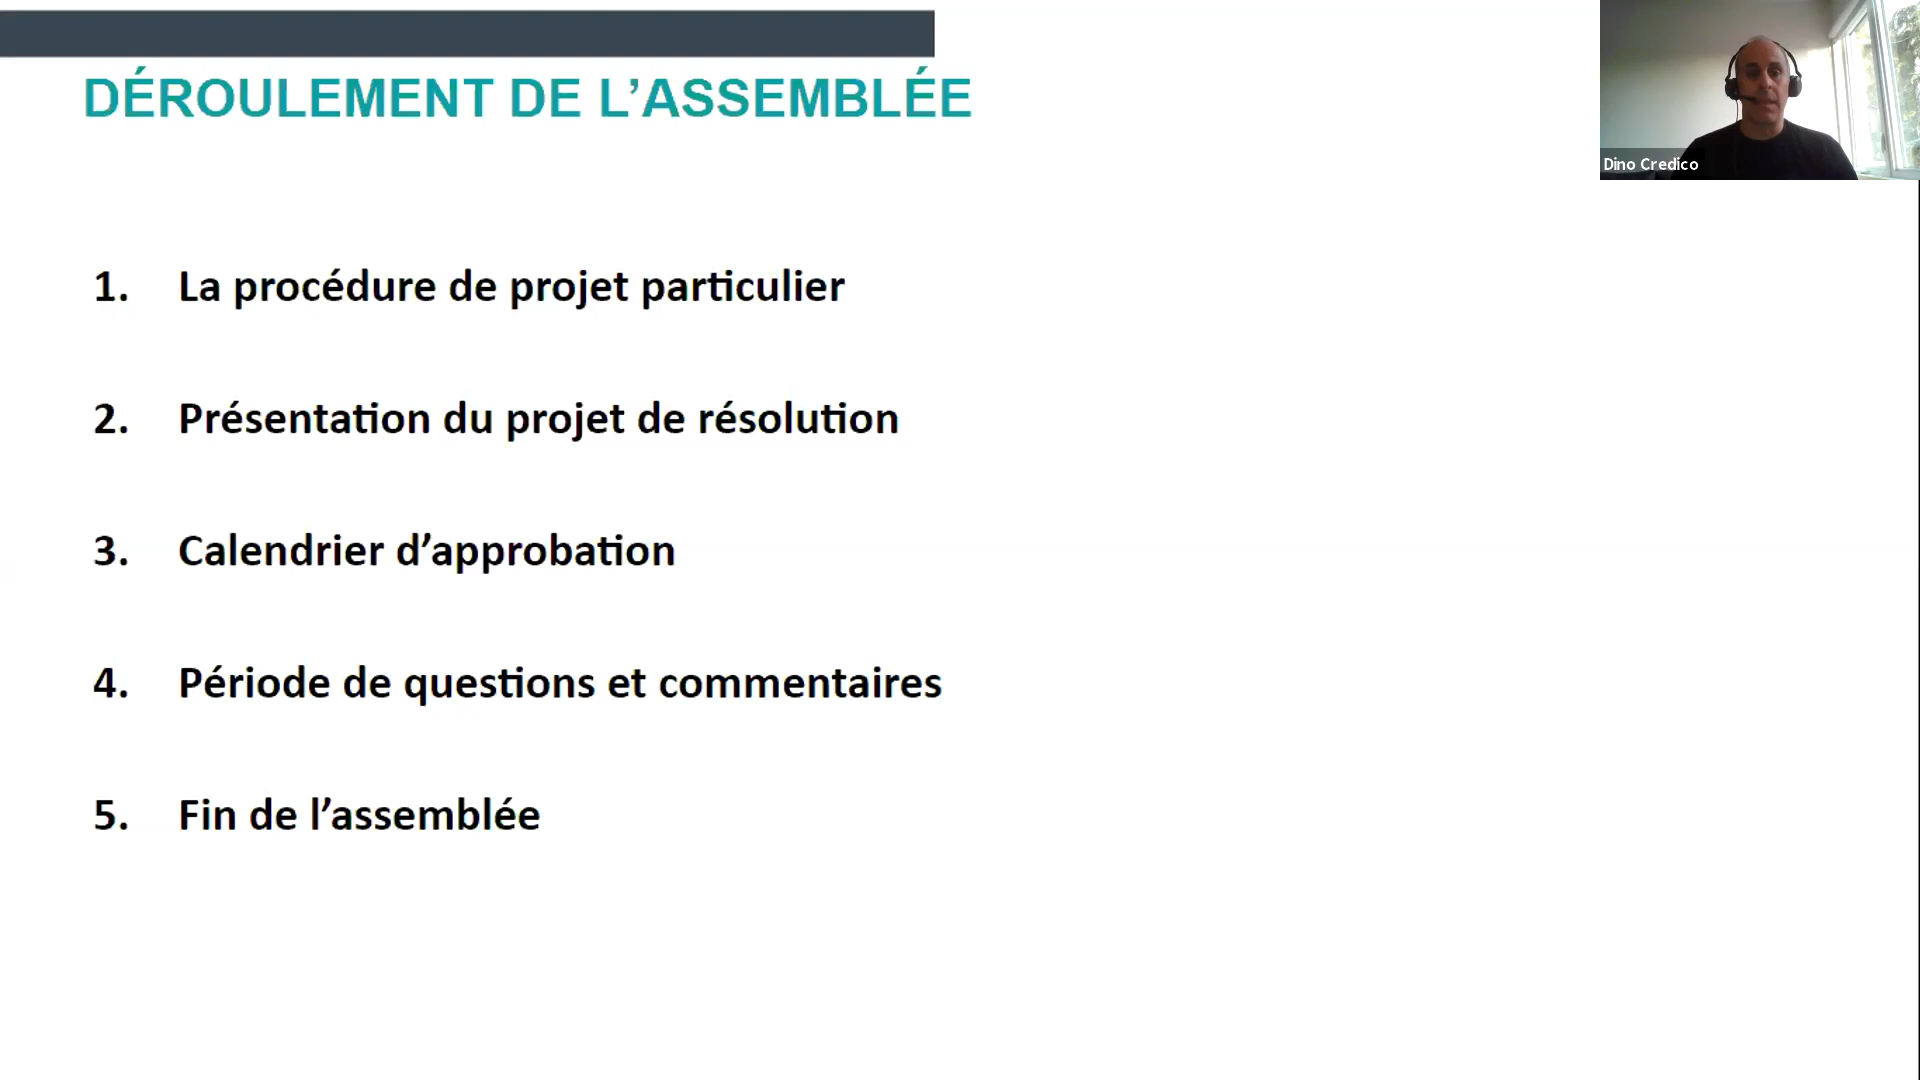 DÉROULEMENT DE L’ASSEMBLÉE
Dino Credico
1. La procédure de projet particulier
2. Présentation du projet de résolution
3. Calendrier d’approbation
4. Période de questions et commentaires
5. Fin de l’assemblée